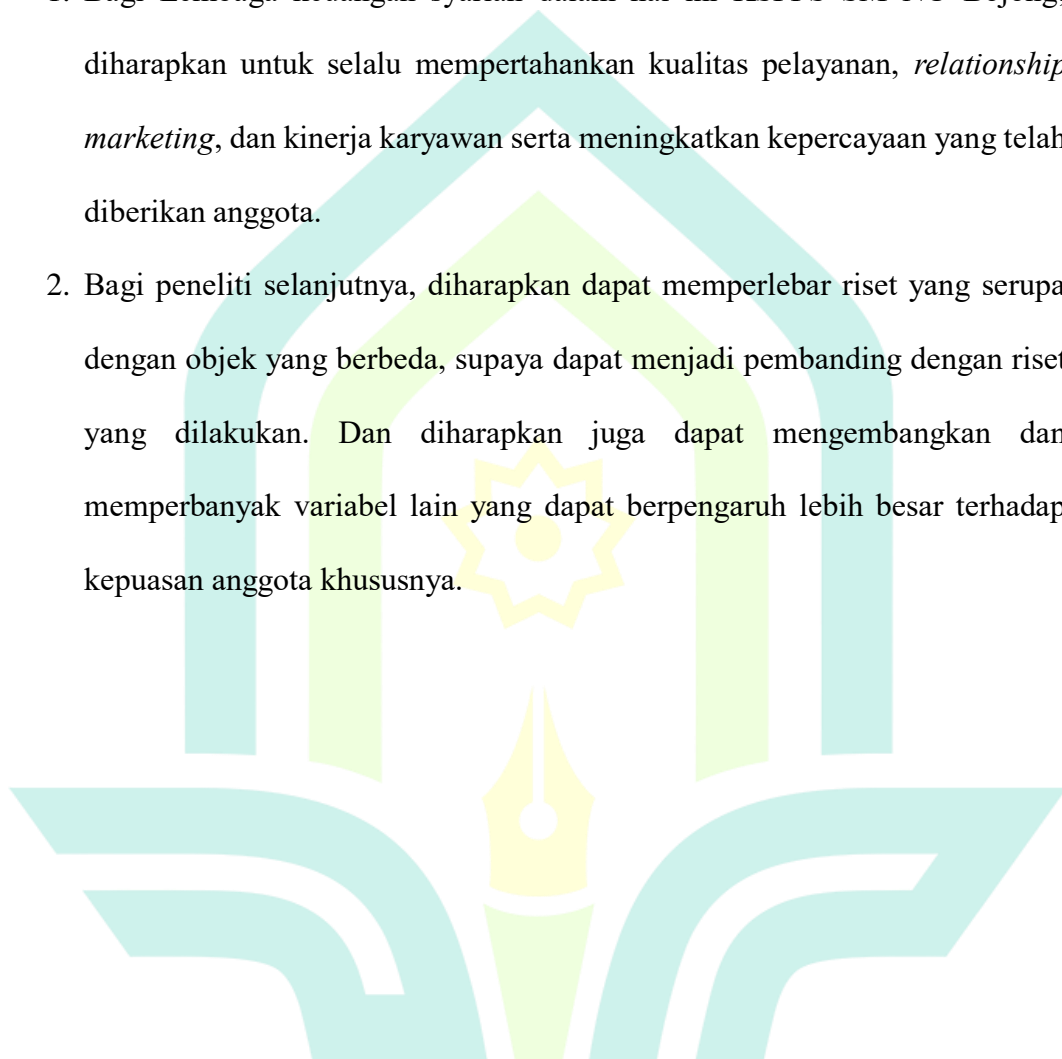 diharapkan untuk selalu mempertahankan kualitas pelayanan, relationship
marketing, dan kinerja karyawan serta meningkatkan kepercayaan yang telah
diberikan anggota.
2. Bagi peneliti selanjutnya, diharapkan dapat memperlebar riset yang serupa
dengan objek yang berbeda, supaya dapat menjadi pembanding dengan riset
yang dilakukan. Dan diharapkan juga dapat mengembangkan dan
memperbanyak variabel lain yang dapat berpengaruh lebih besar terhadap
kepuasan anggota khususnya.